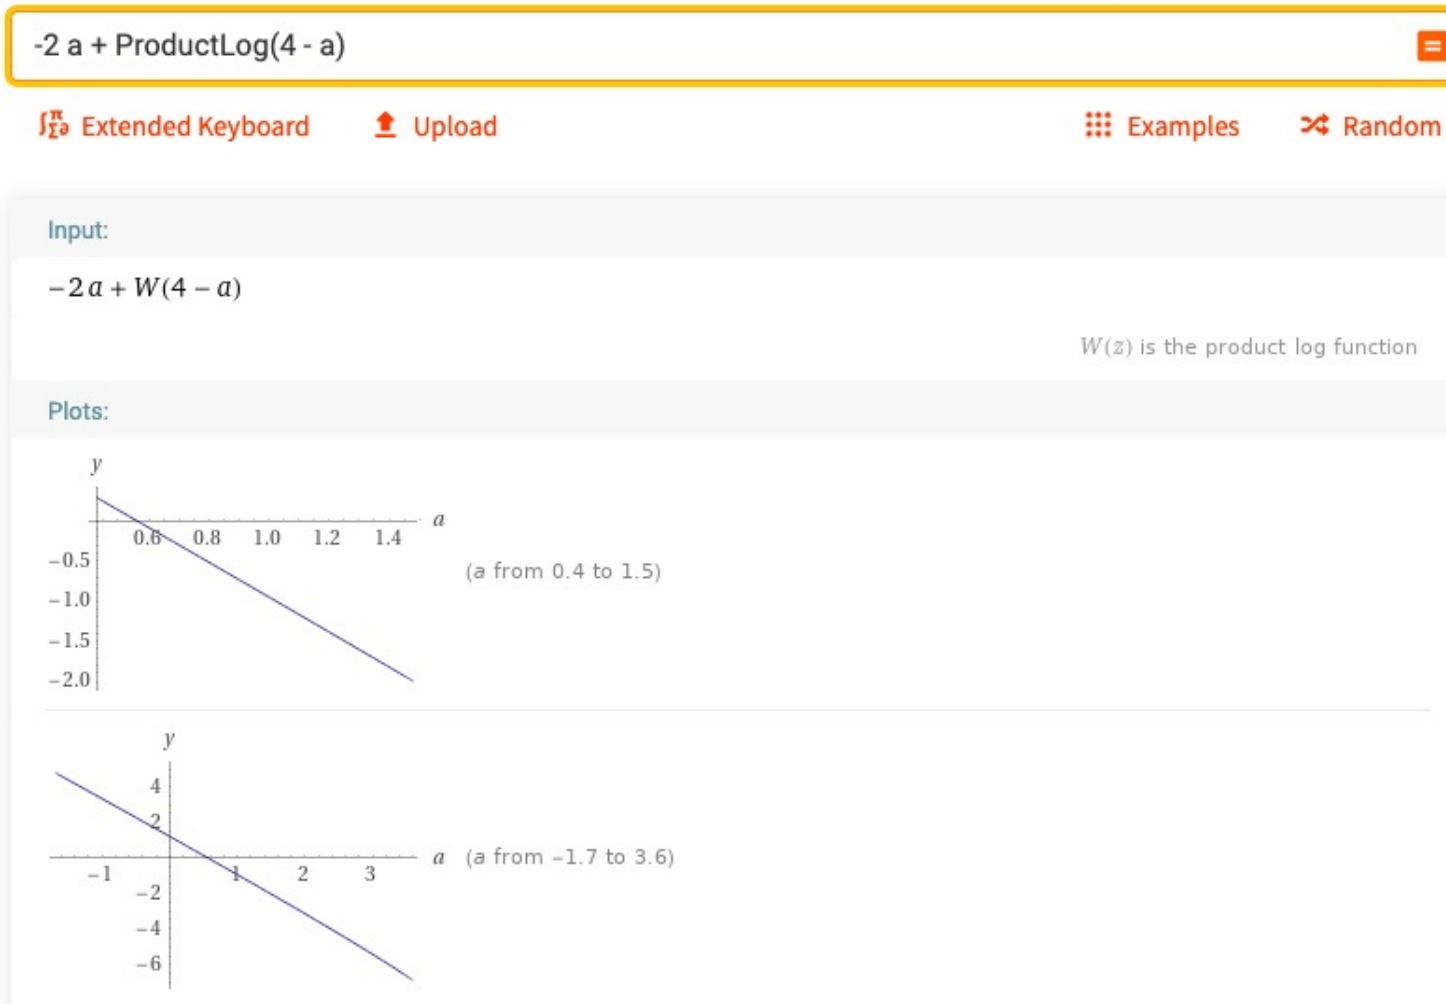 -2 a + ProductLog(4 - a)
=
∫π Σ∂ Extended Keyboard Upload Examples Random
Input:
−2 a + W(4 − a)
W(z) is the product log function
Plots:
y
a
0.6 0.8 1.0 1.2 1.4
−0.5
(a from 0.4 to 1.5)
−1.0
−1.5
−2.0
y
4
2
a (a from −1.7 to 3.6)
−1 1 2 3
−2
−4
−6